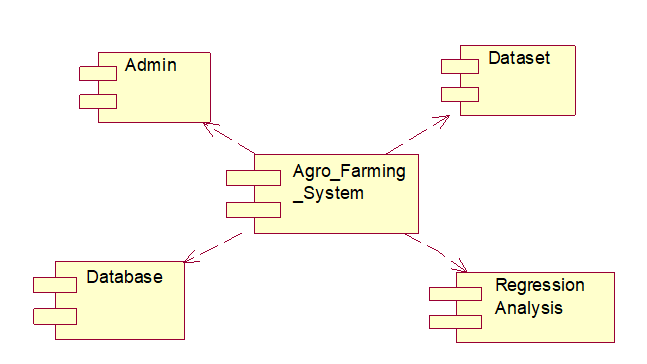 Admin
Dataset
Agro_Farming
_System
Database
Regression
Analysis